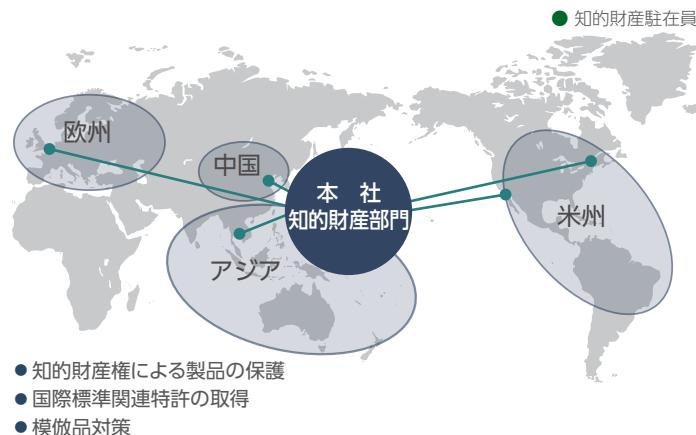 知的財産駐在員
欧州
中国
本 社
知的財産部門
米州
アジア
知的財産権による製品の保護
国際標準関連特許の取得
模倣品対策